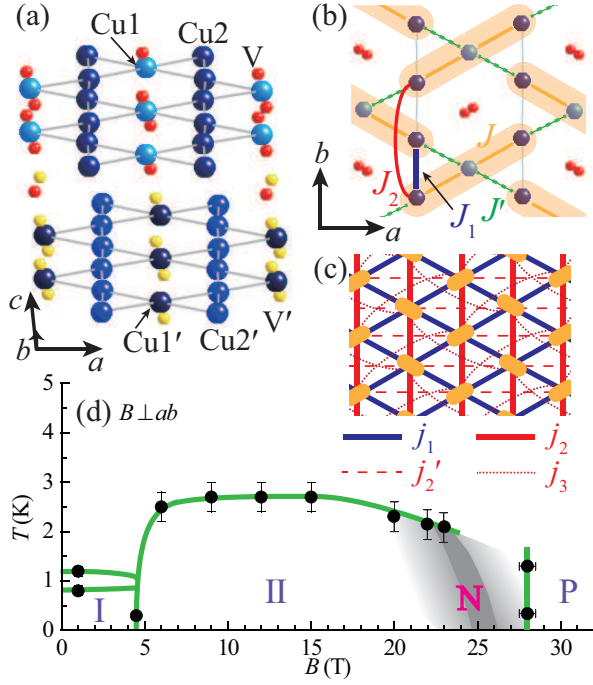 (a)
Cu1
Cu2
V
Cu1′
Cu2′
V′
c
b
a
(b)
J
J₂
J₁
J′
b
a
(c)
j₁
j₂
j₂′
j₃
(d) B⊥ab
T(K)
5
4
3
2
1
0
I
II
N
P
0 5 10 15 20 25 30
B(T)